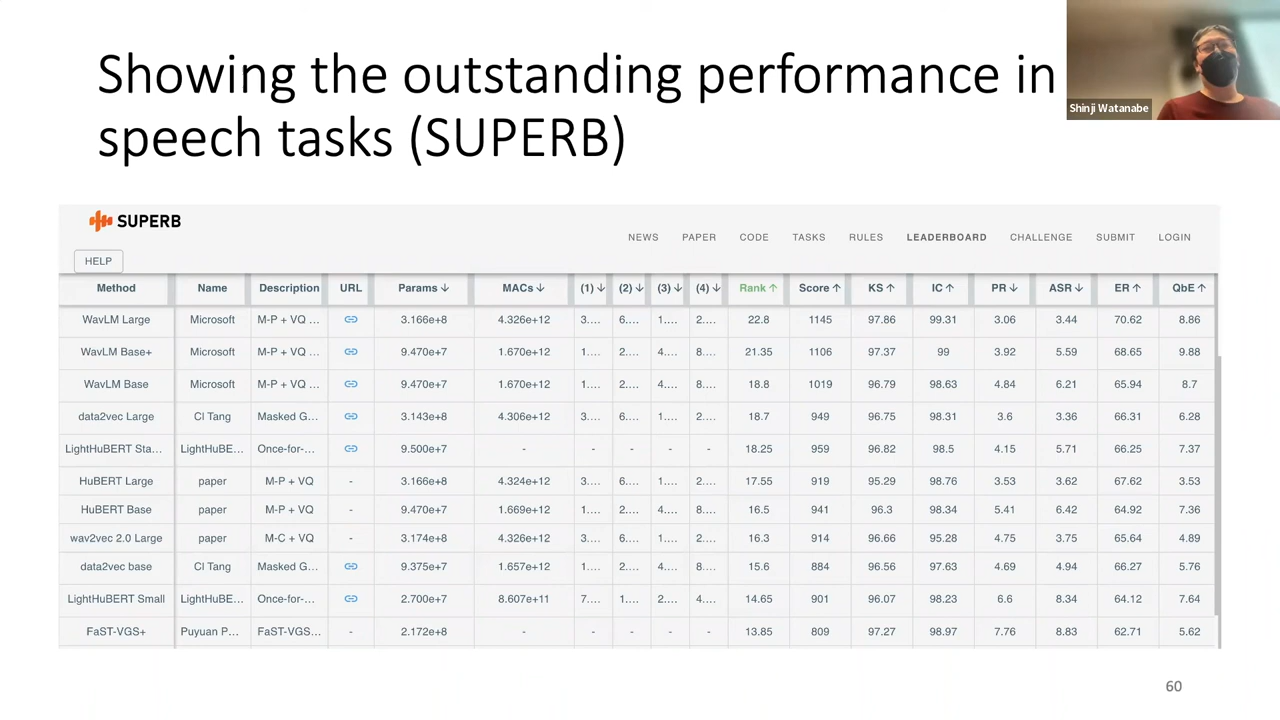 Showing the outstanding performance in
speech tasks (SUPERB)
Shinji Watanabe
SUPERB
NEWS PAPER CODE TASKS RULES LEADERBOARD CHALLENGE SUBMIT LOGIN
HELP
Method Name Description URL Params ↓ MACs ↓ (1) ↓ (2) ↓ (3) ↓ (4) ↓ Rank ↑ Score ↑ KS ↑ IC ↑ PR ↓ ASR ↓ ER ↑ QbE ↑
WavLM Large Microsoft M-P + VQ ... 3.166e+8 4.326e+12 3.... 6.... 1.... 2.... 22.8 1145 97.86 99.31 3.06 3.44 70.62 8.86
WavLM Base+ Microsoft M-P + VQ ... 9.470e+7 1.670e+12 1.... 2.... 4.... 8.... 21.35 1106 97.37 99 3.92 5.59 68.65 9.88
WavLM Base Microsoft M-P + VQ ... 9.470e+7 1.670e+12 1.... 2.... 4.... 8.... 18.8 1019 96.79 98.63 4.84 6.21 65.94 8.7
data2vec Large CI Tang Masked G... 3.143e+8 4.306e+12 3.... 6.... 1.... 2.... 18.7 949 96.75 98.31 3.6 3.36 66.31 6.28
LightHuBERT Sta... LightHuBE... Once-for-... 9.500e+7 - - - - - 18.25 959 96.82 98.5 4.15 5.71 66.25 7.37
HuBERT Large paper M-P + VQ - 3.166e+8 4.324e+12 3.... 6.... 1.... 2.... 17.55 919 95.29 98.76 3.53 3.62 67.62 3.53
HuBERT Base paper M-P + VQ - 9.470e+7 1.669e+12 1.... 2.... 4.... 8.... 16.5 941 96.3 98.34 5.41 6.42 64.92 7.36
wav2vec 2.0 Large paper M-C + VQ - 3.174e+8 4.326e+12 3.... 6.... 1.... 2.... 16.3 914 96.66 95.28 4.75 3.75 65.64 4.89
data2vec base CI Tang Masked G... 9.375e+7 1.657e+12 1.... 2.... 4.... 8.... 15.6 884 96.56 97.63 4.69 4.94 66.27 5.76
LightHuBERT Small LightHuBE... Once-for-... 2.700e+7 8.607e+11 7.... 1.... 2.... 4.... 14.65 901 96.07 98.23 6.6 8.34 64.12 7.64
FaST-VGS+ Puyuan P... FaST-VGS... - 2.172e+8 - - - - - 13.85 809 97.27 98.97 7.76 8.83 62.71 5.62
60